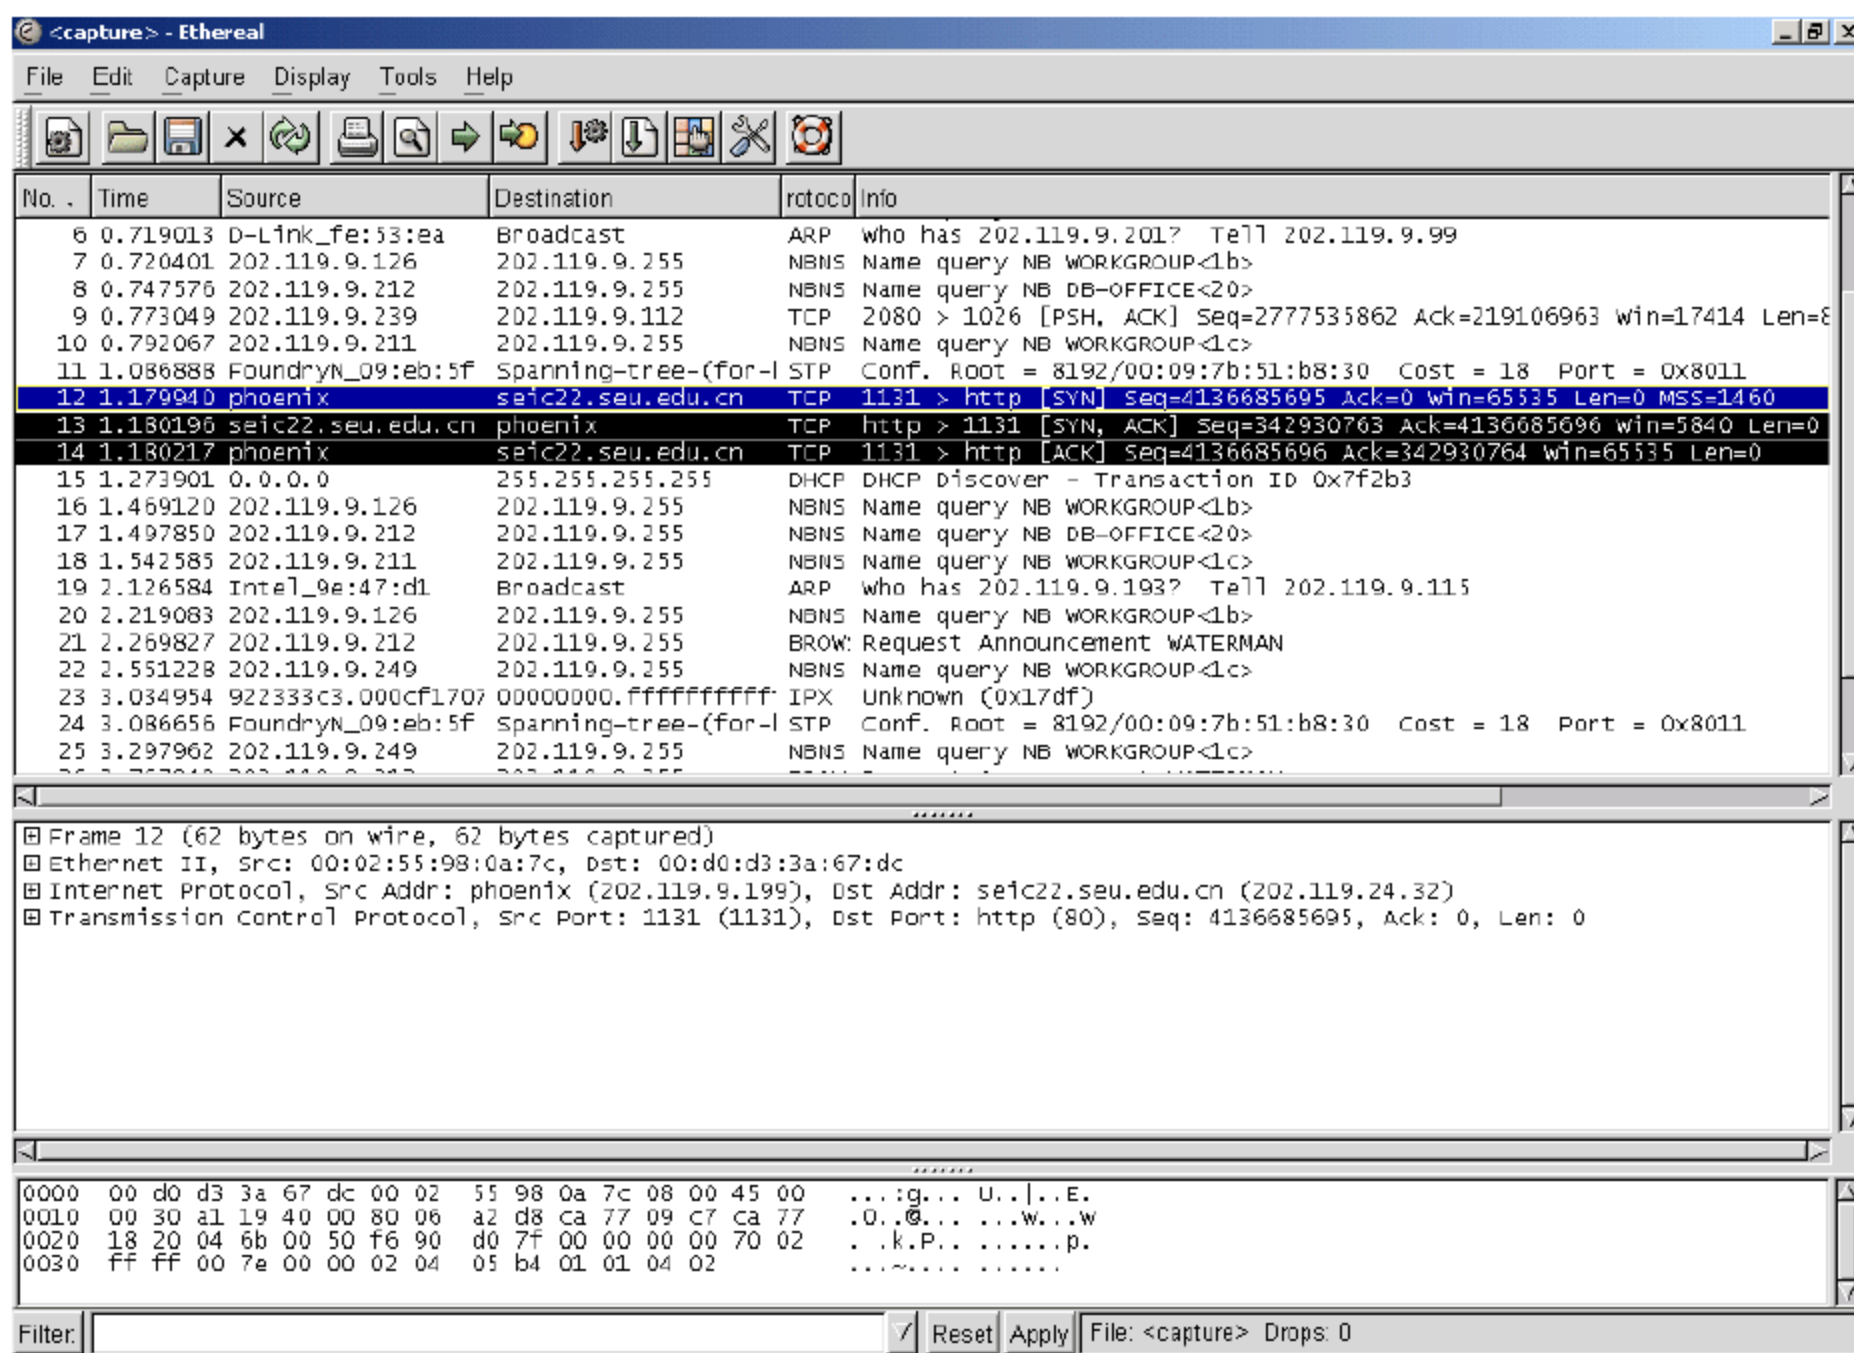 <capture> - Ethereal
File Edit Capture Display Tools Help
No. . Time Source Destination rotoco Info
6 0.719013 D-Link_fe:53:ea Broadcast ARP who has 202.119.9.201? Tell 202.119.9.99
7 0.720401 202.119.9.126 202.119.9.255 NBNS Name query NB WORKGROUP<1b>
8 0.747576 202.119.9.212 202.119.9.255 NBNS Name query NB DB-OFFICE<20>
9 0.773049 202.119.9.239 202.119.9.112 TCP 2080 > 1026 [PSH, ACK] Seq=2777535862 Ack=219106963 Win=17414 Len=8
10 0.792067 202.119.9.211 202.119.9.255 NBNS Name query NB WORKGROUP<1c>
11 1.086888 FoundryN_09:eb:5f Spanning-tree-(for-l STP Conf. Root = 8192/00:09:7b:51:b8:30 Cost = 18 Port = 0x8011
12 1.179940 phoenix seic22.seu.edu.cn TCP 1131 > http [SYN] Seq=4136685695 Ack=0 Win=65535 Len=0 MSS=1460
13 1.180196 seic22.seu.edu.cn phoenix TCP http > 1131 [SYN, ACK] Seq=342930763 Ack=4136685696 Win=5840 Len=0
14 1.180217 phoenix seic22.seu.edu.cn TCP 1131 > http [ACK] Seq=4136685696 Ack=342930764 Win=65535 Len=0
15 1.273901 0.0.0.0 255.255.255.255 DHCP DHCP Discover - Transaction ID 0x7f2b3
16 1.469120 202.119.9.126 202.119.9.255 NBNS Name query NB WORKGROUP<1b>
17 1.497850 202.119.9.212 202.119.9.255 NBNS Name query NB DB-OFFICE<20>
18 1.542585 202.119.9.211 202.119.9.255 NBNS Name query NB WORKGROUP<1c>
19 2.126584 Intel_9e:47:d1 Broadcast ARP who has 202.119.9.193? Tell 202.119.9.115
20 2.219083 202.119.9.126 202.119.9.255 NBNS Name query NB WORKGROUP<1b>
21 2.269827 202.119.9.212 202.119.9.255 BROW: Request Announcement WATERMAN
22 2.551228 202.119.9.249 202.119.9.255 NBNS Name query NB WORKGROUP<1c>
23 3.034954 922333c3.000cf1707 00000000.ffffffffff IPX Unknown (0x17df)
24 3.086656 FoundryN_09:eb:5f Spanning-tree-(for-l STP Conf. Root = 8192/00:09:7b:51:b8:30 Cost = 18 Port = 0x8011
25 3.297962 202.119.9.249 202.119.9.255 NBNS Name query NB WORKGROUP<1c>
Frame 12 (62 bytes on wire, 62 bytes captured)
Ethernet II, Src: 00:02:55:98:0a:7c, Dst: 00:d0:d3:3a:67:dc
Internet Protocol, Src Addr: phoenix (202.119.9.199), Dst Addr: seic22.seu.edu.cn (202.119.24.32)
Transmission Control Protocol, Src Port: 1131 (1131), Dst Port: http (80), Seq: 4136685695, Ack: 0, Len: 0
0000 00 d0 d3 3a 67 dc 00 02 55 98 0a 7c 08 00 45 00 ...:g... U..|..E.
0010 00 30 a1 19 40 00 80 06 a2 d8 ca 77 09 c7 ca 77 .0..@... ...w...w
0020 18 20 04 6b 00 50 f6 90 d0 7f 00 00 00 00 70 02 . .k.P.. ......p.
0030 ff ff 00 7e 00 00 02 04 05 b4 01 01 04 02 ...~.... ......
Filter: Reset Apply File: <capture> Drops: 0